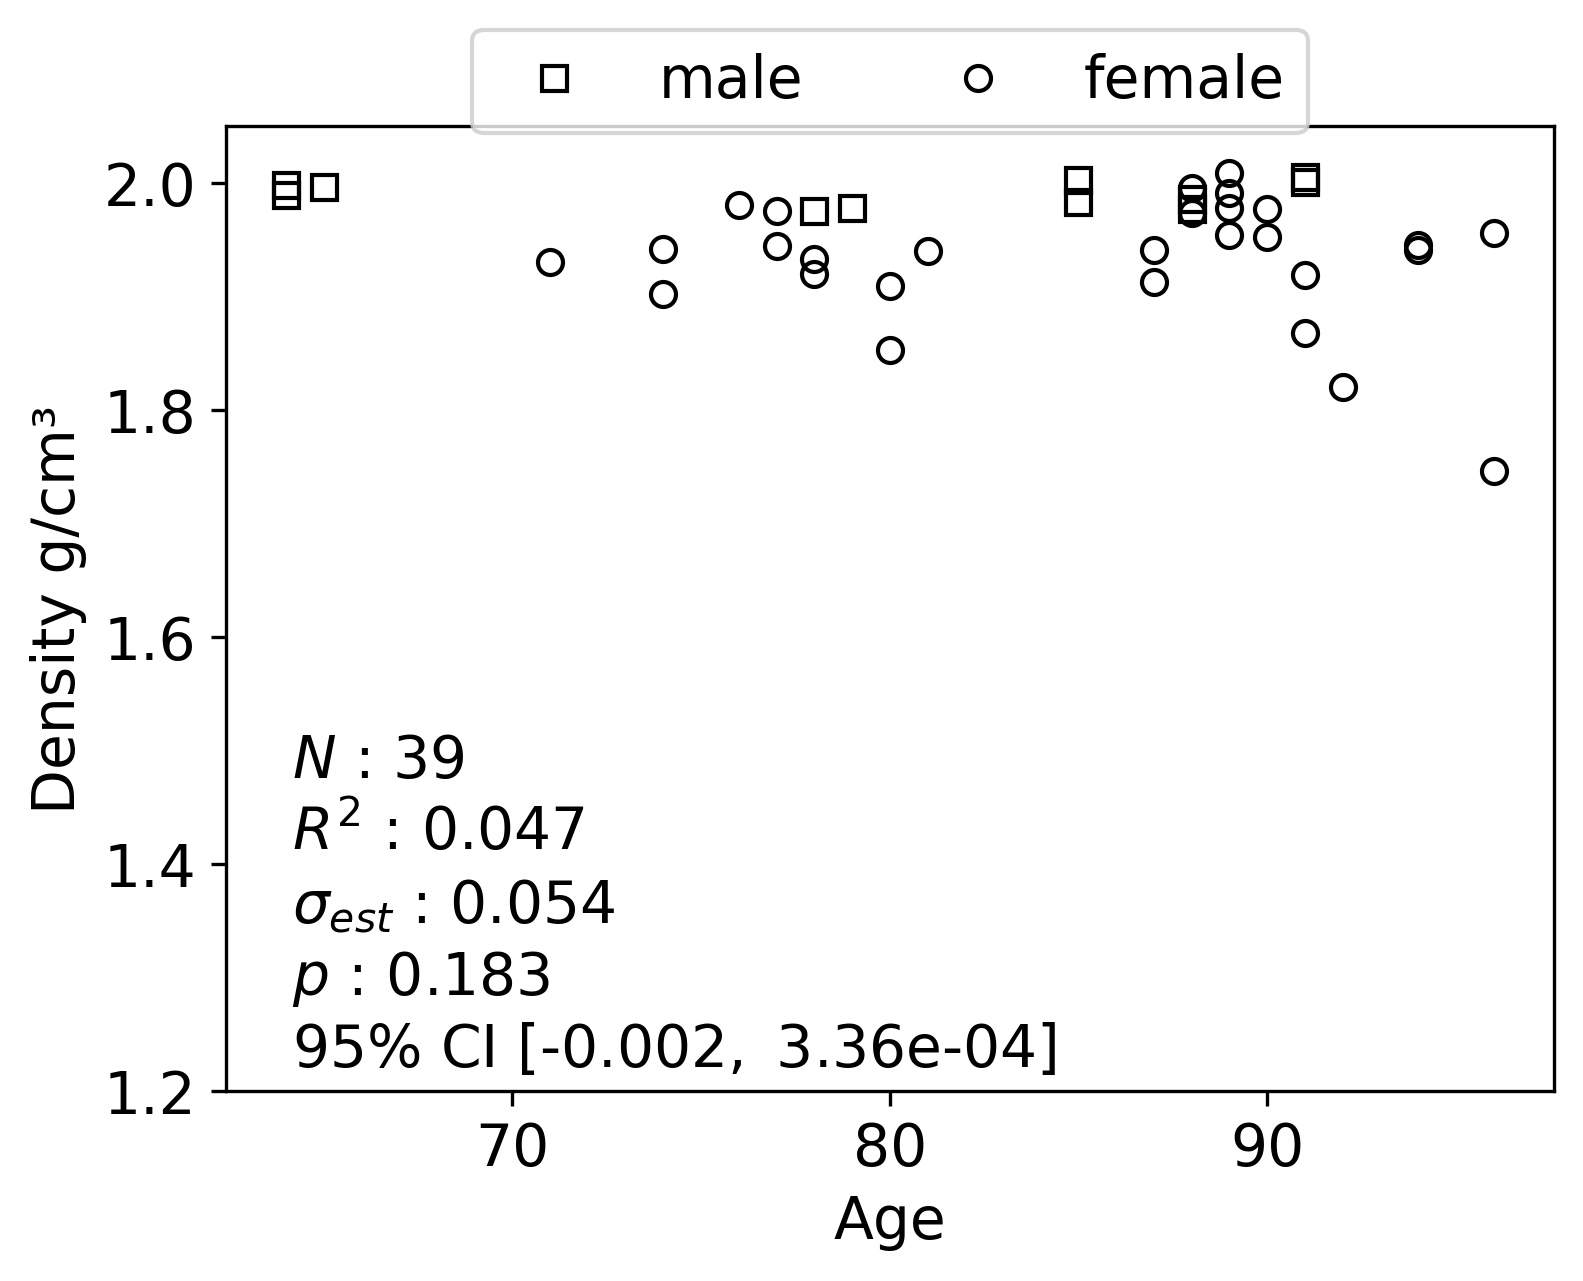 male female
2.0
1.8
1.6
1.4
1.2
Density g/cm³
N : 39
R² : 0.047
σest : 0.054
p : 0.183
95% CI [-0.002, 3.36e-04]
70 80 90
Age